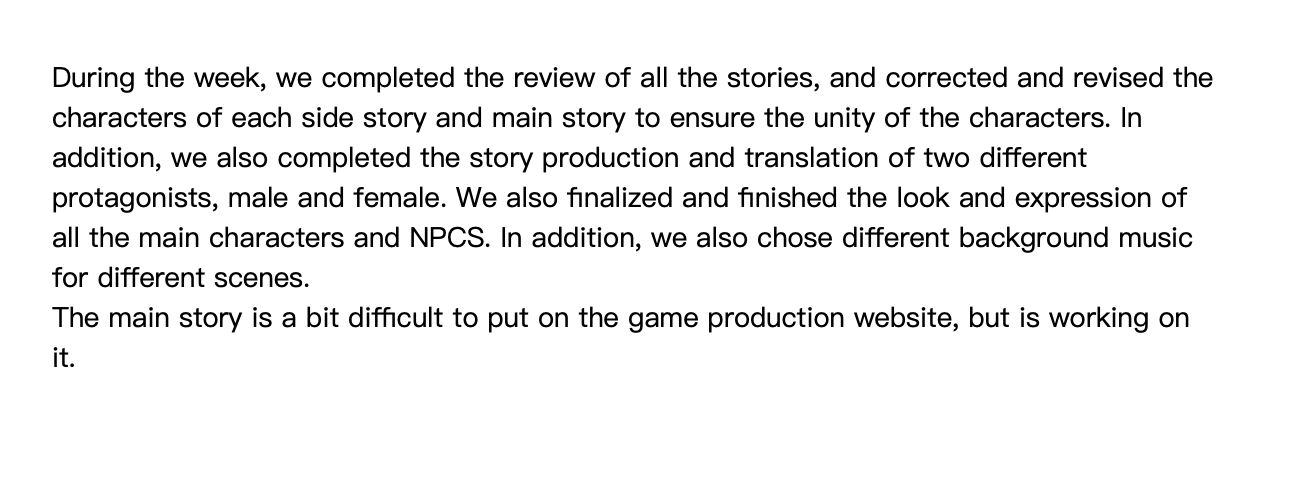 During the week, we completed the review of all the stories, and corrected and revised the
characters of each side story and main story to ensure the unity of the characters. In
addition, we also completed the story production and translation of two different
protagonists, male and female. We also finalized and finished the look and expression of
all the main characters and NPCS. In addition, we also chose different background music
for different scenes.
The main story is a bit difficult to put on the game production website, but is working on
it.